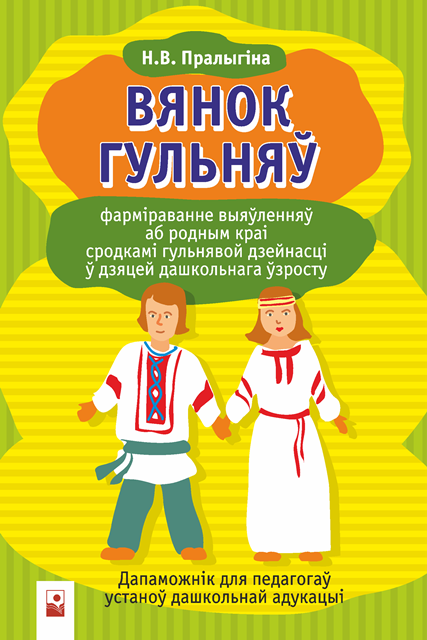 Н.В. Пралыгіна
ВЯНОК
ГУЛЬНЯЎ
фарміраванне выяўленняў
аб родным краі
сродкамі гульнявой дзейнасці
ў дзяцей дашкольнага ўзросту
Дапаможнік для педагогаў
устаноў дашкольнай адукацыі